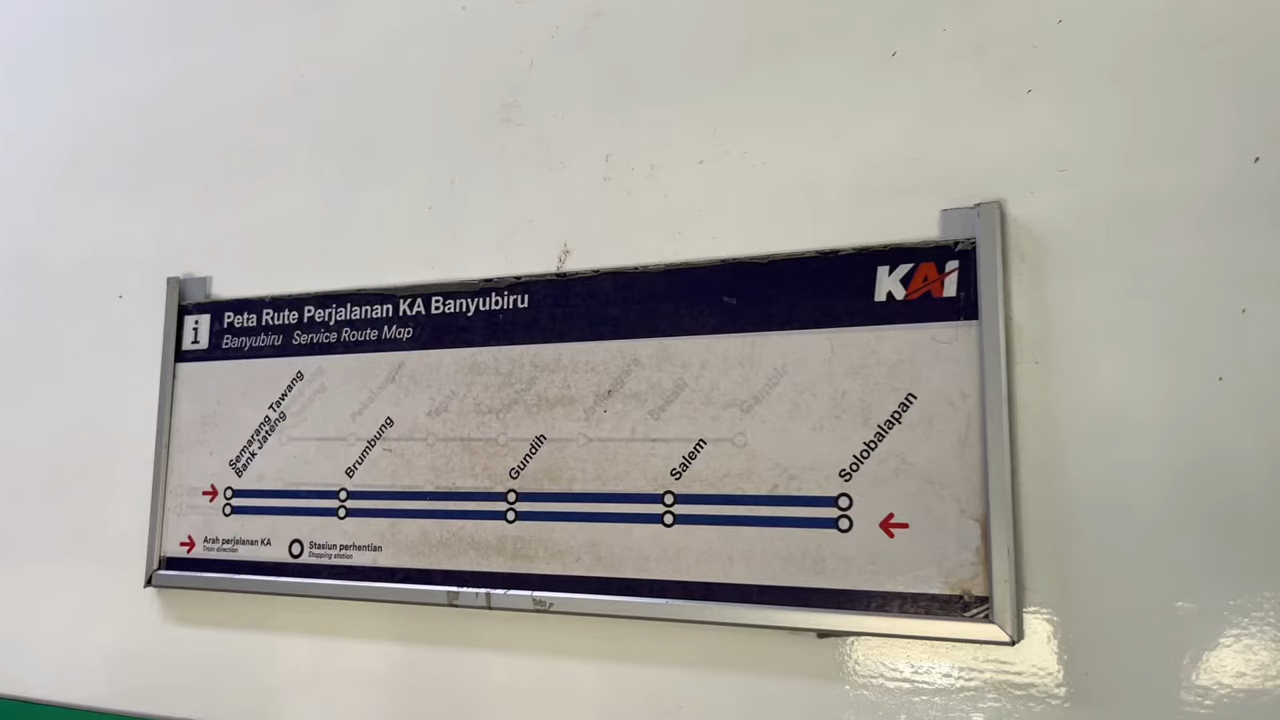 i
Peta Rute Perjalanan KA Banyubiru
Banyubiru Service Route Map
KAI
Semarang Tawang
Bank Jateng
Brumbung
Gundih
Salem
Solobalapan
Arah perjalanan KA
Train direction
Stasiun perhentian
Stopping station
Gambir